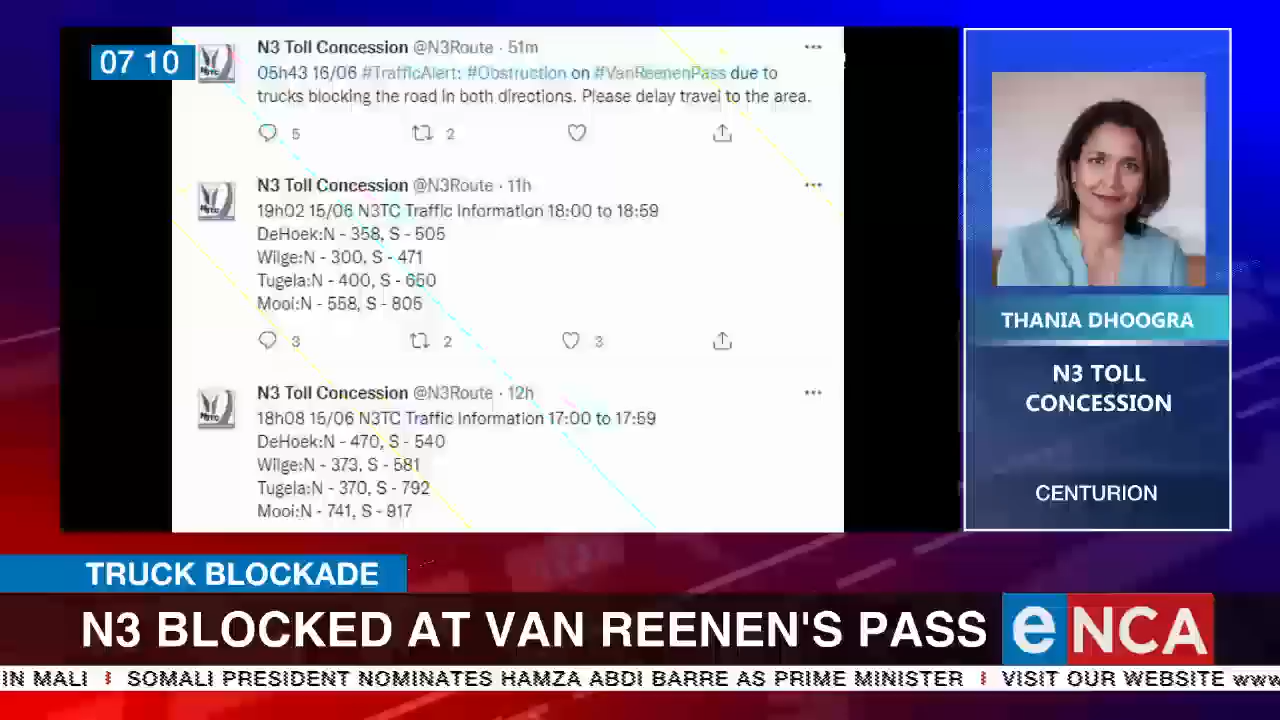 07 10
N3 Toll Concession @N3Route · 51m
05h43 16/06 #TrafficAlert: #Obstruction on #VanReenenPass due to
trucks blocking the road in both directions. Please delay travel to the area.
5 2
N3 Toll Concession @N3Route · 11h
19h02 15/06 N3TC Traffic Information 18:00 to 18:59
DeHoek:N - 358, S - 505
Wilge:N - 300, S - 471
Tugela:N - 400, S - 650
Mooi:N - 558, S - 805
3 2 3
N3 Toll Concession @N3Route · 12h
18h08 15/06 N3TC Traffic Information 17:00 to 17:59
DeHoek:N - 470, S - 540
Wilge:N - 373, S - 581
Tugela:N - 370, S - 792
Mooi:N - 741, S - 917
THANIA DHOOGRA
N3 TOLL
CONCESSION
CENTURION
TRUCK BLOCKADE
N3 BLOCKED AT VAN REENEN'S PASS
eNCA
IN MALI SOMALI PRESIDENT NOMINATES HAMZA ABDI BARRE AS PRIME MINISTER VISIT OUR WEBSITE www